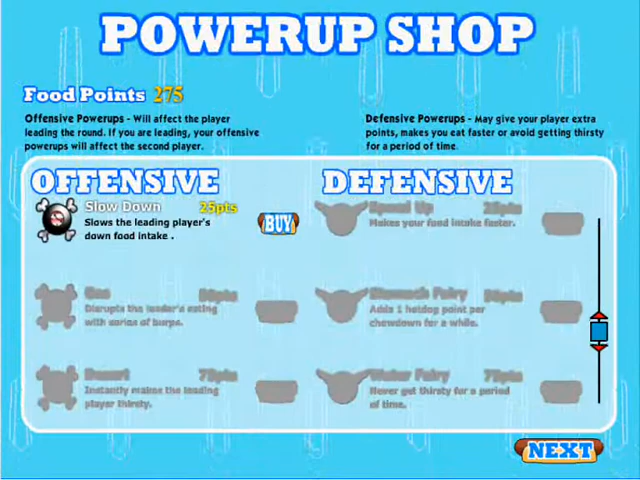 POWERUP SHOP
Food Points 275
Offensive Powerups - Will affect the player
leading the round. If you are leading, your offensive
powerups will affect the second player.
Defensive Powerups - May give your player extra
points, makes you eat faster or avoid getting thirsty
for a period of time.
OFFENSIVE
DEFENSIVE
Slow Down 25pts
Slows the leading player's
down food intake .
BUY
Speed Up
Makes your food intake faster.
Gas
Disrupts the leader's eating
with series of burps.
Stomach Fairy
Adds 1 hotdog point per
chewdown for a while.
75pts
Instantly makes the leading
player thirsty.
Water Fairy 75pts
Never get thirsty for a period
of time.
NEXT